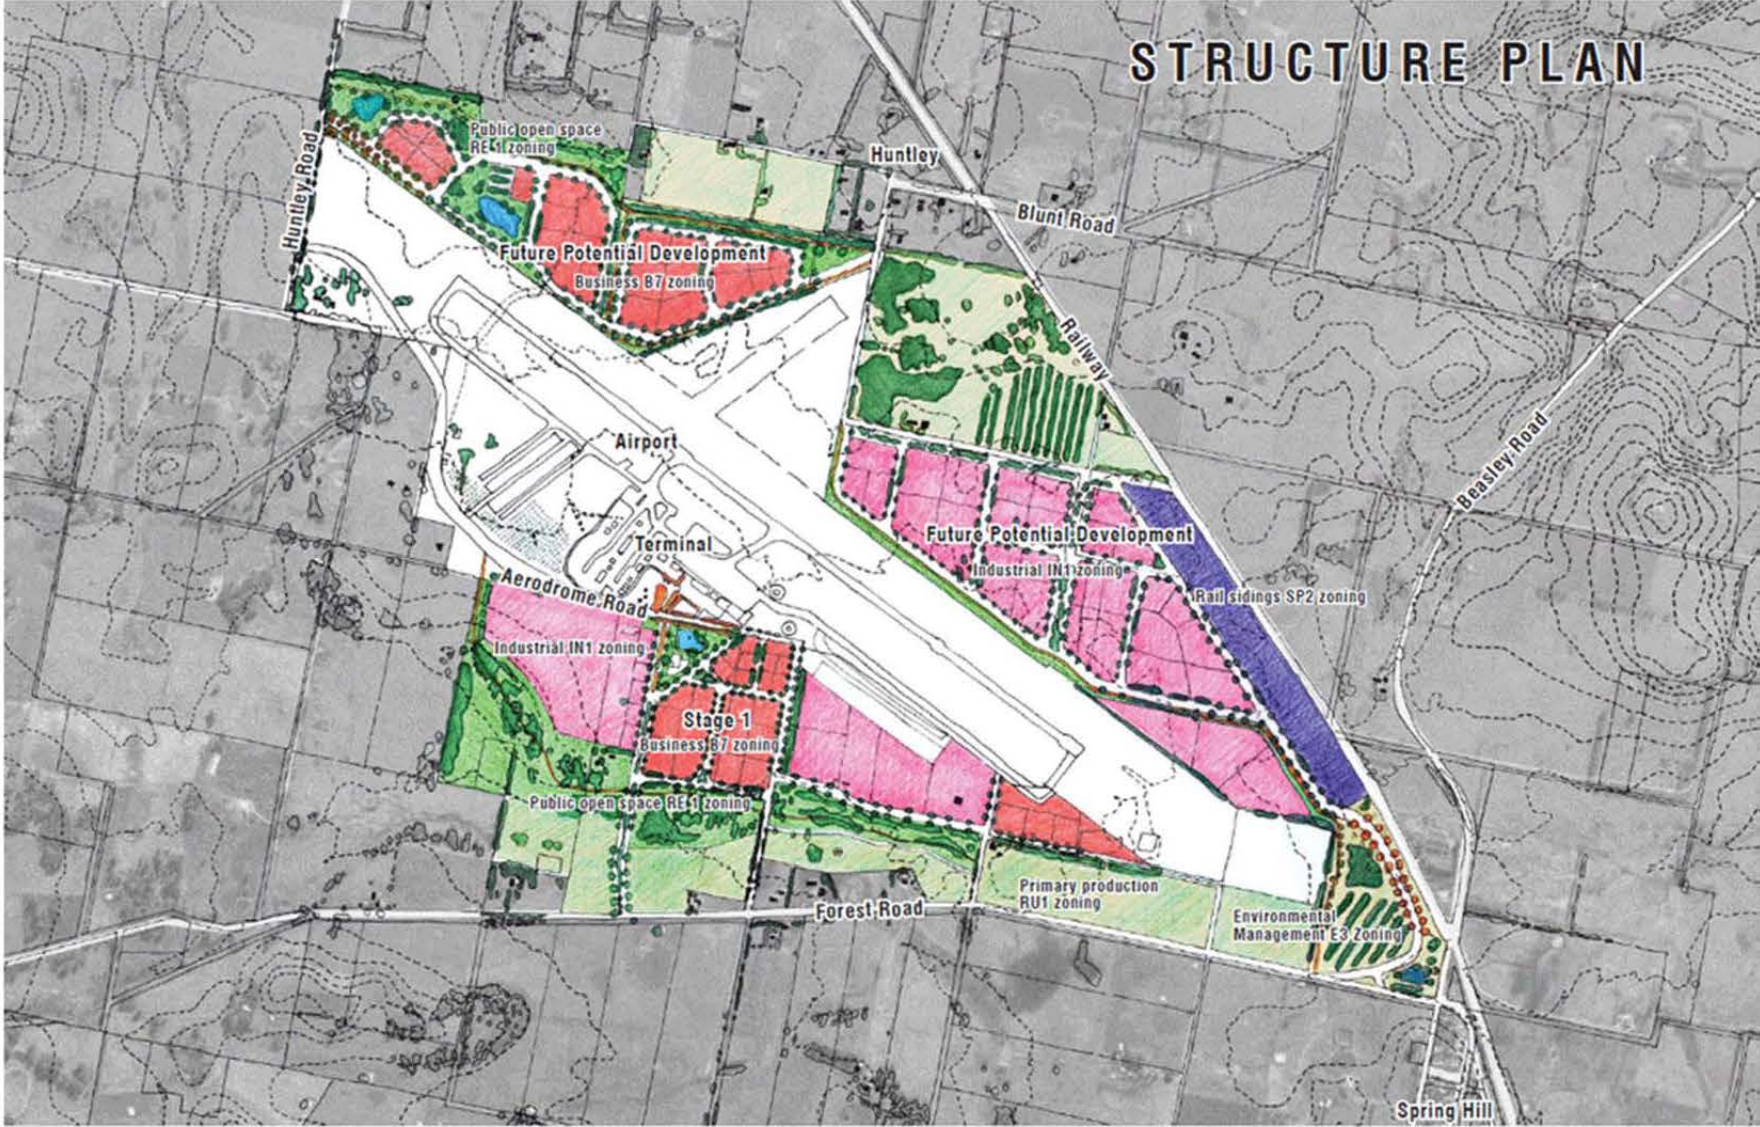 STRUCTURE PLAN
Public open space
RE 1 zoning
Huntley
Huntley Road
Blunt Road
Future Potential Development
Business B7 zoning
Railway
Airport
Beasley Road
Terminal
Future Potential Development
Industrial IN1 zoning
Aerodrome Road
Rail sidings SP2 zoning
Industrial IN1 zoning
Stage 1
Business B7 zoning
Public open space RE 1 zoning
Primary production
RU1 zoning
Forest Road
Environmental
Management E3 Zoning
Spring Hill